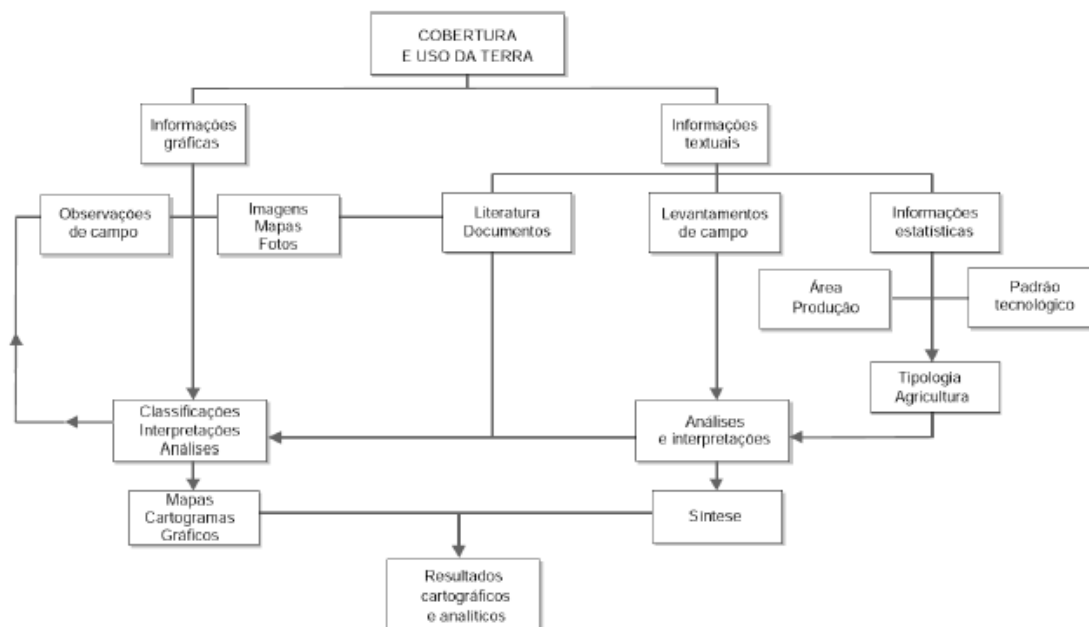 COBERTURA
E USO DA TERRA
Informações
gráficas
Informações
textuais
Observações
de campo
Imagens
Mapas
Fotos
Literatura
Documentos
Levantamentos
de campo
Informações
estatísticas
Área
Produção
Padrão
tecnológico
Tipologia
Agricultura
Classificações
Interpretações
Análises
Análises
e interpretações
Mapas
Cartogramas
Gráficos
Síntese
Resultados
cartográficos
e analíticos